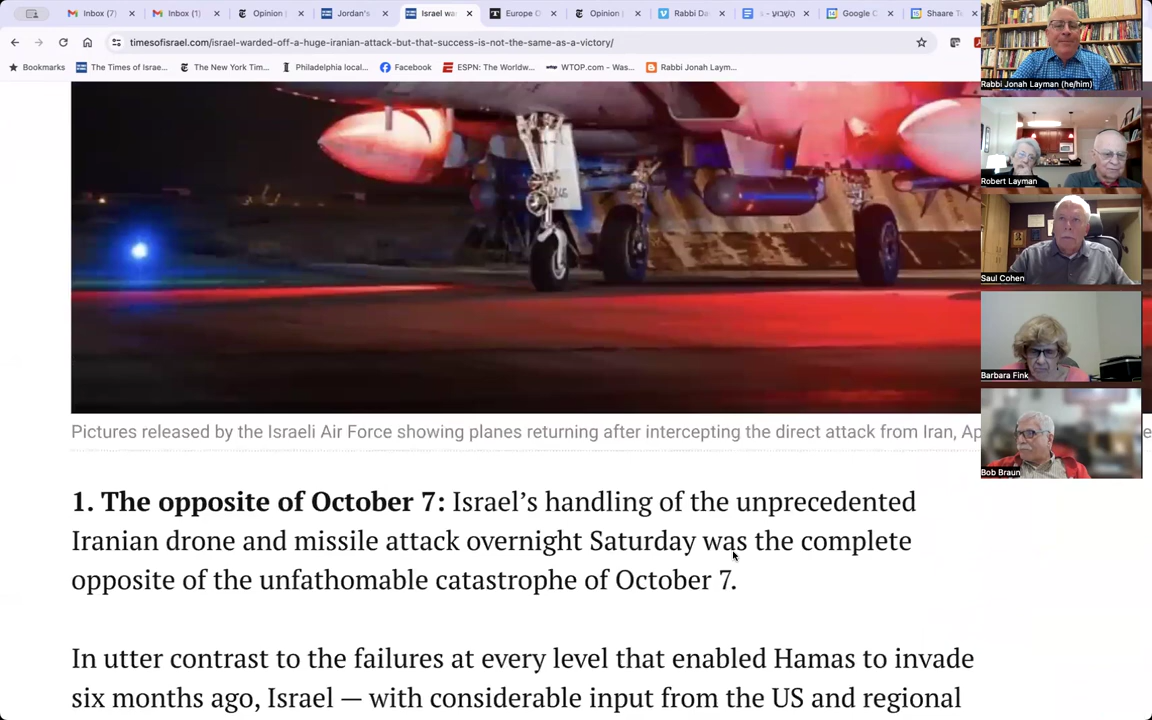 Inbox (7)
Inbox (1)
Opinion
Jordan's
Israel wa
Europe C
Opinion
Rabbi Da
השבוע - s
Google C
Shaare Te
timesofisrael.com/israel-warded-off-a-huge-iranian-attack-but-that-success-is-not-the-same-as-a-victory/
Bookmarks
The Times of Israe...
The New York Tim...
Philadelphia local...
Facebook
ESPN: The Worldw...
WTOP.com – Was...
Rabbi Jonah Laym...
Rabbi Jonah Layman (he/him)
Robert Layman
Saul Cohen
Barbara Fink
Bob Braun
Pictures released by the Israeli Air Force showing planes returning after intercepting the direct attack from Iran, Ap
1. The opposite of October 7: Israel's handling of the unprecedented
Iranian drone and missile attack overnight Saturday was the complete
opposite of the unfathomable catastrophe of October 7.
In utter contrast to the failures at every level that enabled Hamas to invade
six months ago, Israel — with considerable input from the US and regional